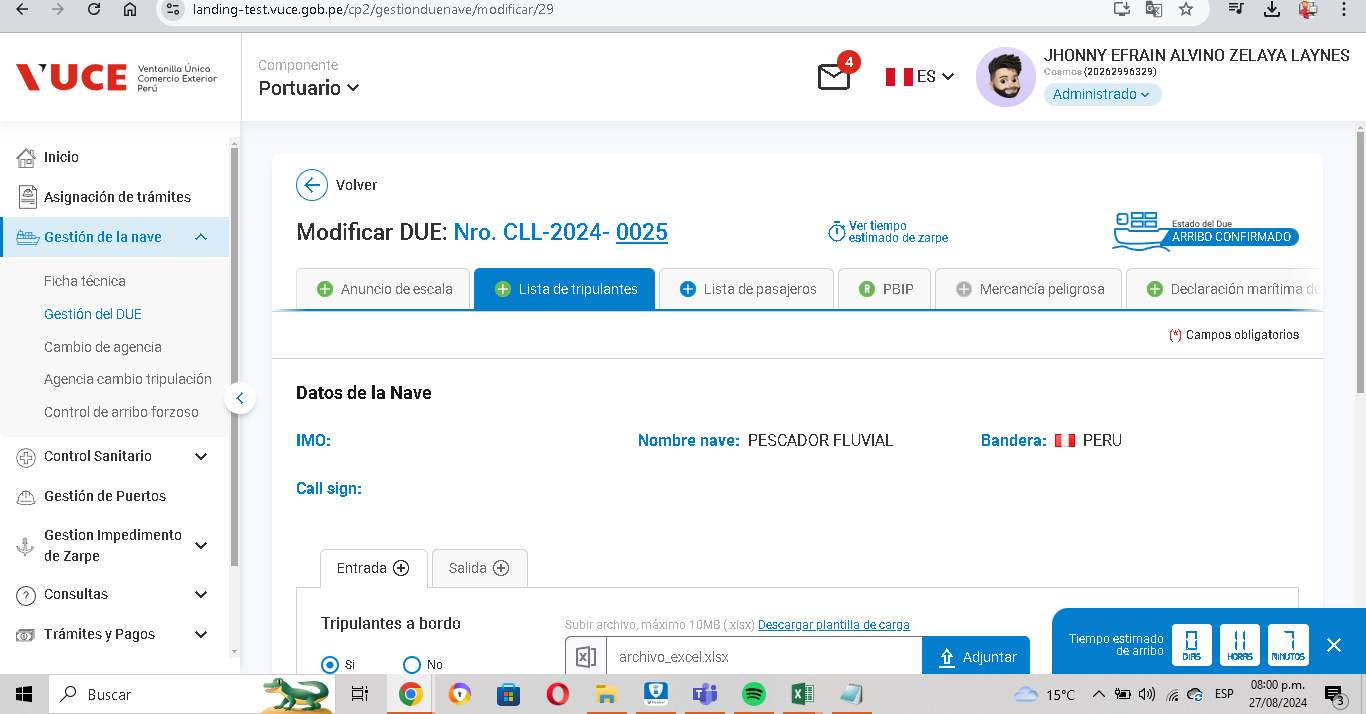 landing-test.vuce.gob.pe/cp2/gestionduenave/modificar/29
VUCE
Ventanilla Única
Comercio Exterior
Perú
Componente
Portuario
4
ES
JHONNY EFRAIN ALVINO ZELAYA LAYNES
Cosmos (20262996329)
Administrado
Inicio
Asignación de trámites
Gestión de la nave
Ficha técnica
Gestión del DUE
Cambio de agencia
Agencia cambio tripulación
Control de arribo forzoso
Control Sanitario
Gestión de Puertos
Gestion Impedimento
de Zarpe
Consultas
Trámites y Pagos
Volver
Modificar DUE: Nro. CLL-2024- 0025
Ver tiempo
estimado de zarpe
Estado del Due
ARRIBO CONFIRMADO
Anuncio de escala
Lista de tripulantes
Lista de pasajeros
R PBIP
Mercancía peligrosa
Declaración marítima de
(*) Campos obligatorios
Datos de la Nave
IMO:
Nombre nave: PESCADOR FLUVIAL
Bandera: PERU
Call sign:
Entrada
Salida
Tripulantes a bordo
Si
No
Subir archivo, máximo 10MB (.xlsx) Descargar plantilla de carga
archivo_excel.xlsx
Adjuntar
Tiempo estimado
de arribo
0
DIAS
11
HORAS
7
MINUTOS
Buscar
15°C
ESP
08:00 p.m.
27/08/2024
3